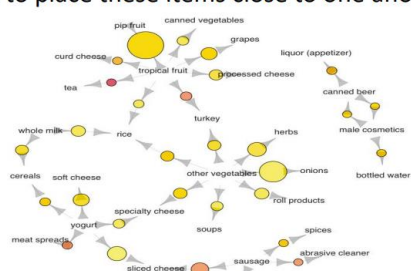 to place these items close to one ano
pip fruit
canned vegetables
grapes
curd cheese
tropical fruit
processed cheese
tea
liquor (appetizer)
canned beer
turkey
whole milk
rice
herbs
male cosmetics
other vegetables
onions
bottled water
cereals
soft cheese
roll products
specialty cheese
soups
yogurt
spices
meat spreads
abrasive cleaner
sausage
sliced cheese